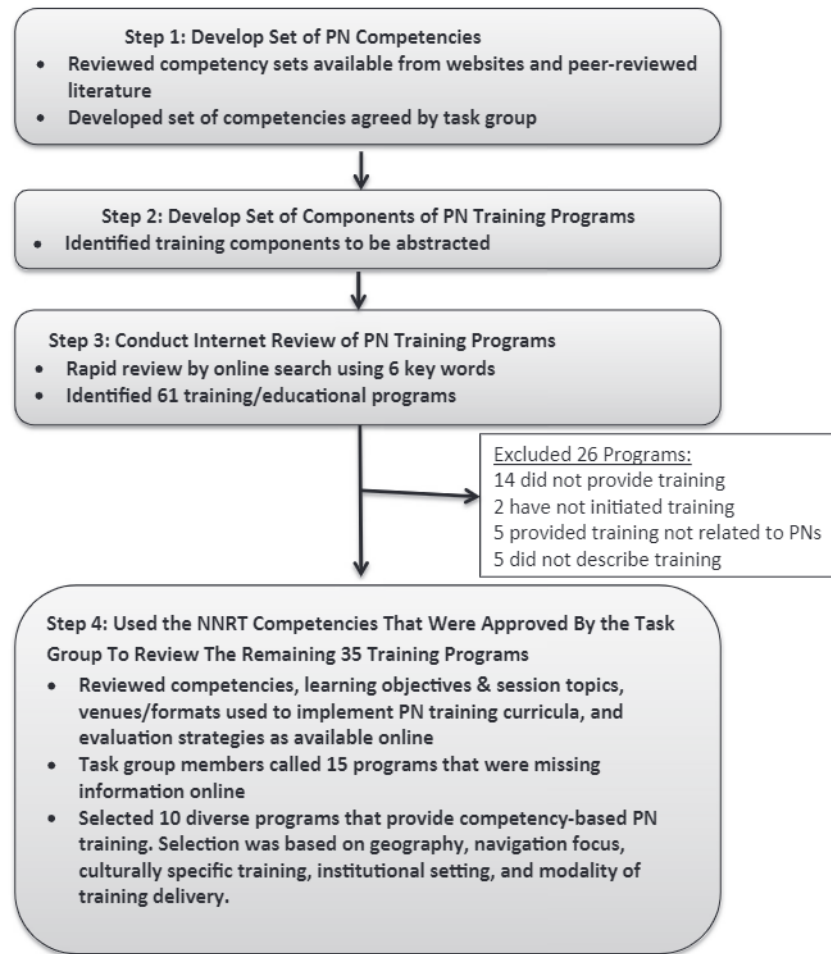 Step 1: Develop Set of PN Competencies
• Reviewed competency sets available from websites and peer-reviewed
literature
• Developed set of competencies agreed by task group
Step 2: Develop Set of Components of PN Training Programs
• Identified training components to be abstracted
Step 3: Conduct Internet Review of PN Training Programs
• Rapid review by online search using 6 key words
• Identified 61 training/educational programs
Excluded 26 Programs:
14 did not provide training
2 have not initiated training
5 provided training not related to PNs
5 did not describe training
Step 4: Used the NNRT Competencies That Were Approved By the Task
Group To Review The Remaining 35 Training Programs
• Reviewed competencies, learning objectives & session topics,
venues/formats used to implement PN training curricula, and
evaluation strategies as available online
• Task group members called 15 programs that were missing
information online
• Selected 10 diverse programs that provide competency-based PN
training. Selection was based on geography, navigation focus,
culturally specific training, institutional setting, and modality of
training delivery.